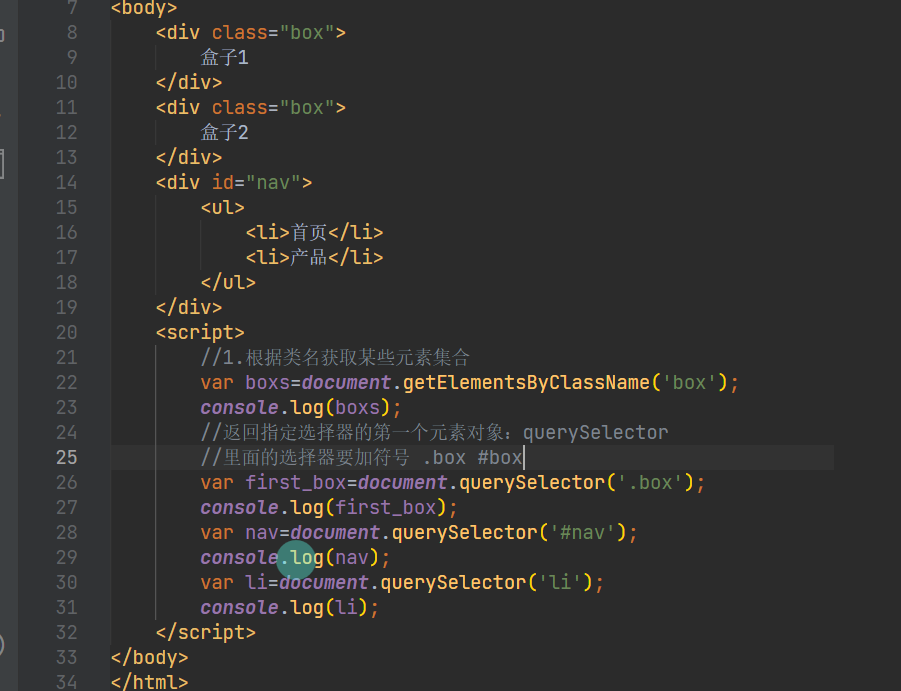 7 <body>
8 <div class="box">
9 盒子1
10 </div>
11 <div class="box">
12 盒子2
13 </div>
14 <div id="nav">
15 <ul>
16 <li>首页</li>
17 <li>产品</li>
18 </ul>
19 </div>
20 <script>
21 //1.根据类名获取某些元素集合
22 var boxs=document.getElementsByClassName('box');
23 console.log(boxs);
24 //返回指定选择器的第一个元素对象：querySelector
25 //里面的选择器要加符号 .box #box
26 var first_box=document.querySelector('.box');
27 console.log(first_box);
28 var nav=document.querySelector('#nav');
29 console.log(nav);
30 var li=document.querySelector('li');
31 console.log(li);
32 </script>
33 </body>
34 </html>